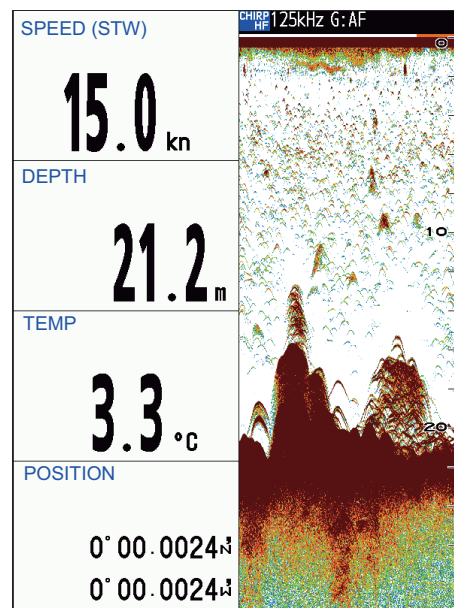 SPEED (STW)
15.0 kn
DEPTH
21.2 m
TEMP
3.3 °C
POSITION
0°00.0024 N
0°00.0024 W
CHIRP HF 125kHz G:AF
0
10
20